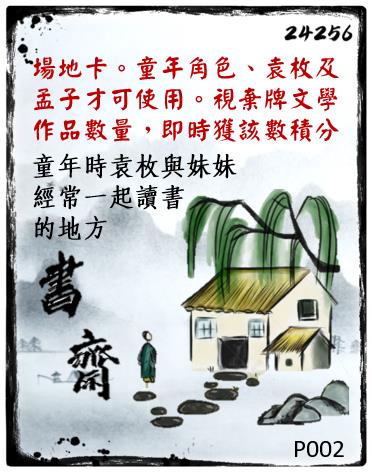 24256
場地卡。童年角色、袁枚及
孟子才可使用。視棄牌文學
作品數量，即時獲該數積分
童年時袁枚與妹妹
經常一起讀書
的地方
書齋
P002